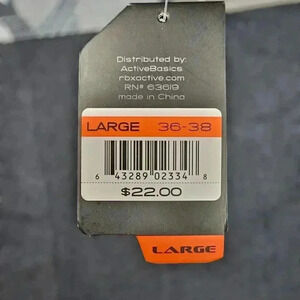 Distributed by:
ActiveBasics
rbxactive.com
RN# 63619
made in China
LARGE 36-38
6 43289 02334 8
$22.00
LARGE